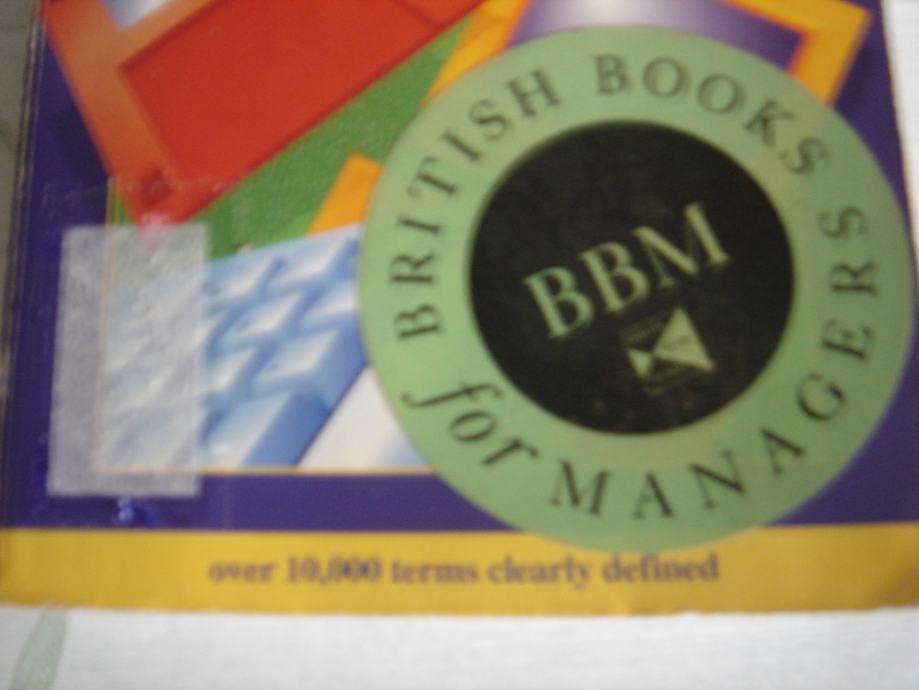 BRITISH BOOKS
for MANAGERS
BBM
over 10,000 terms clearly defined